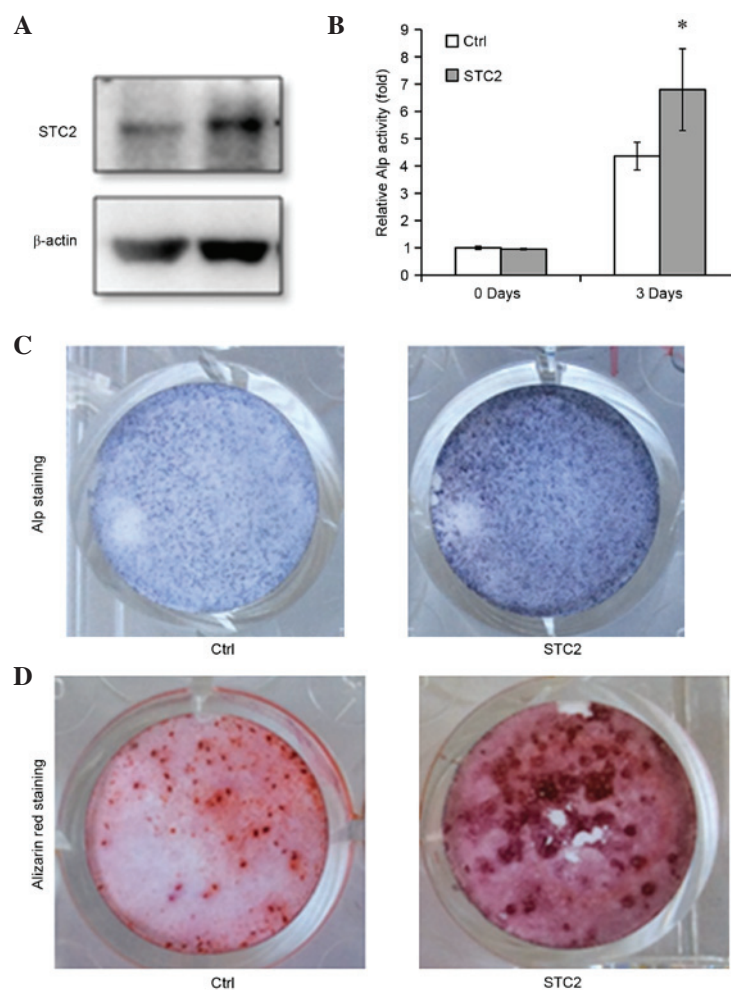 A
STC2
β-actin
B
Relative Alp activity (fold)
9
8
7
6
5
4
3
2
1
0
Ctrl
STC2
*
0 Days
3 Days
C
Alp staining
Ctrl
STC2
D
Alizarin red staining
Ctrl
STC2